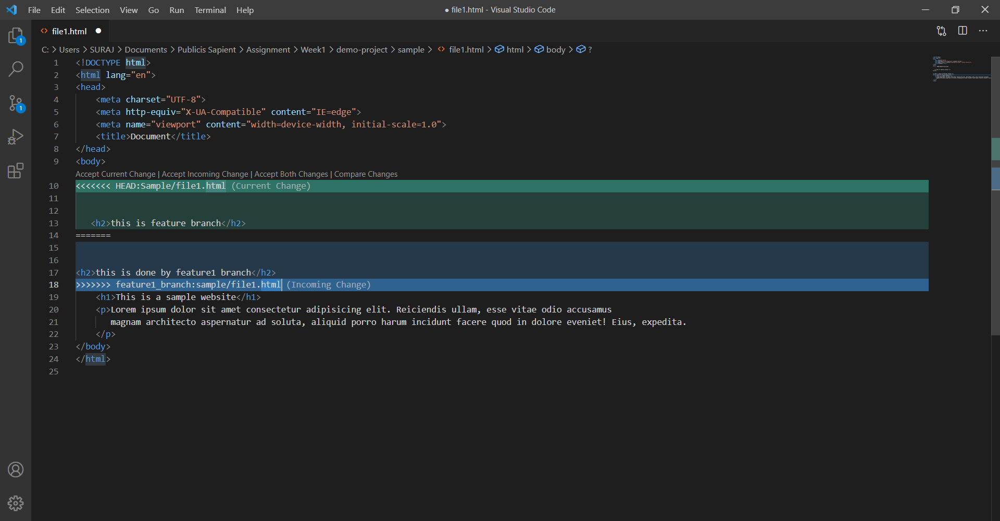 File Edit Selection View Go Run Terminal Help
● file1.html - Visual Studio Code
<> file1.html ●
C: > Users > SURAJ > Documents > Publicis Sapient > Assignment > Week1 > demo-project > sample > <> file1.html > html > body > ?
1
1
1 <!DOCTYPE html>
2 <html lang="en">
3 <head>
4     <meta charset="UTF-8">
5     <meta http-equiv="X-UA-Compatible" content="IE=edge">
6     <meta name="viewport" content="width=device-width, initial-scale=1.0">
7     <title>Document</title>
8 </head>
9 <body>
Accept Current Change | Accept Incoming Change | Accept Both Changes | Compare Changes
10 <<<<<<< HEAD:Sample/file1.html (Current Change)
11
12
13    <h2>this is feature branch</h2>
14 =======
15
16
17 <h2>this is done by feature1 branch</h2>
18 >>>>>>> feature1_branch:sample/file1.html (Incoming Change)
19     <h1>This is a sample website</h1>
20     <p>Lorem ipsum dolor sit amet consectetur adipisicing elit. Reiciendis ullam, esse vitae odio accusamus
21        magnam architecto aspernatur ad soluta, aliquid porro harum incidunt facere quod in dolore eveniet! Eius, expedita.
22     </p>
23 </body>
24 </html>
25